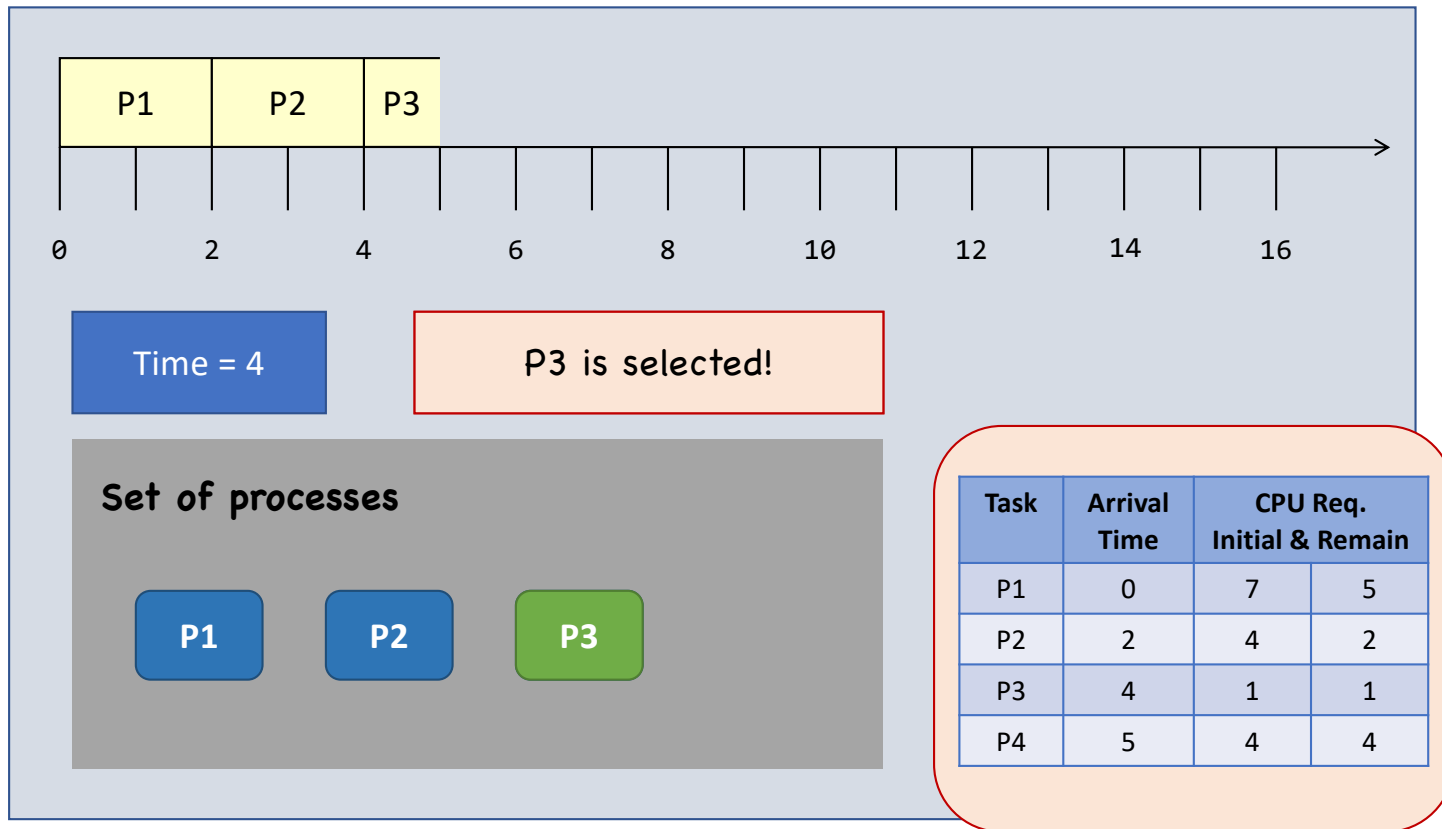 P1 P2 P3
0 2 4 6 8 10 12 14 16
Time = 4
P3 is selected!
Set of processes
P1 P2 P3
Task Arrival Time CPU Req. Initial & Remain
P1 0 7 5
P2 2 4 2
P3 4 1 1
P4 5 4 4